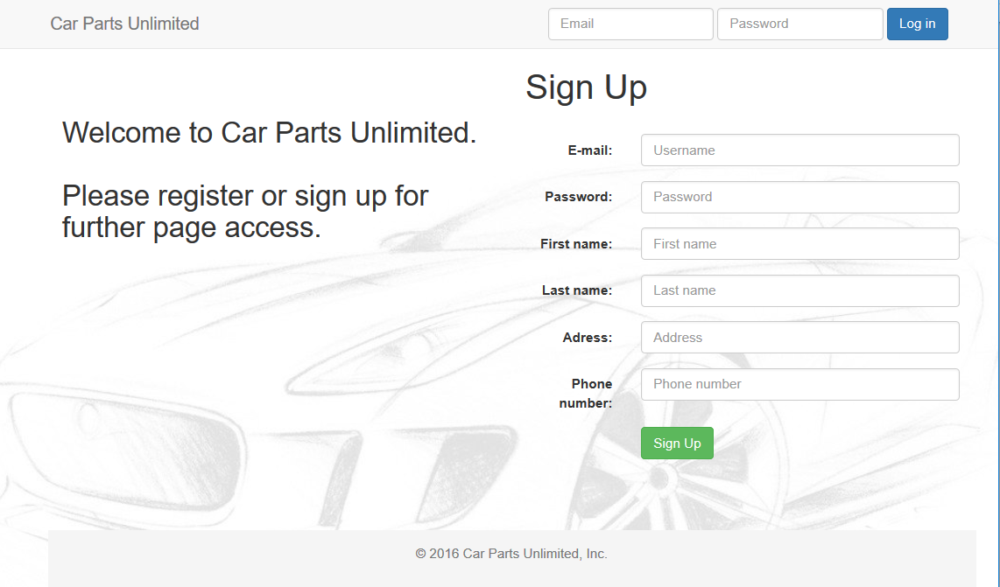 Car Parts Unlimited
Email
Password
Log in
Welcome to Car Parts Unlimited.
Please register or sign up for
further page access.
Sign Up
E-mail:
Username
Password:
Password
First name:
First name
Last name:
Last name
Adress:
Address
Phone
number:
Phone number
Sign Up
© 2016 Car Parts Unlimited, Inc.